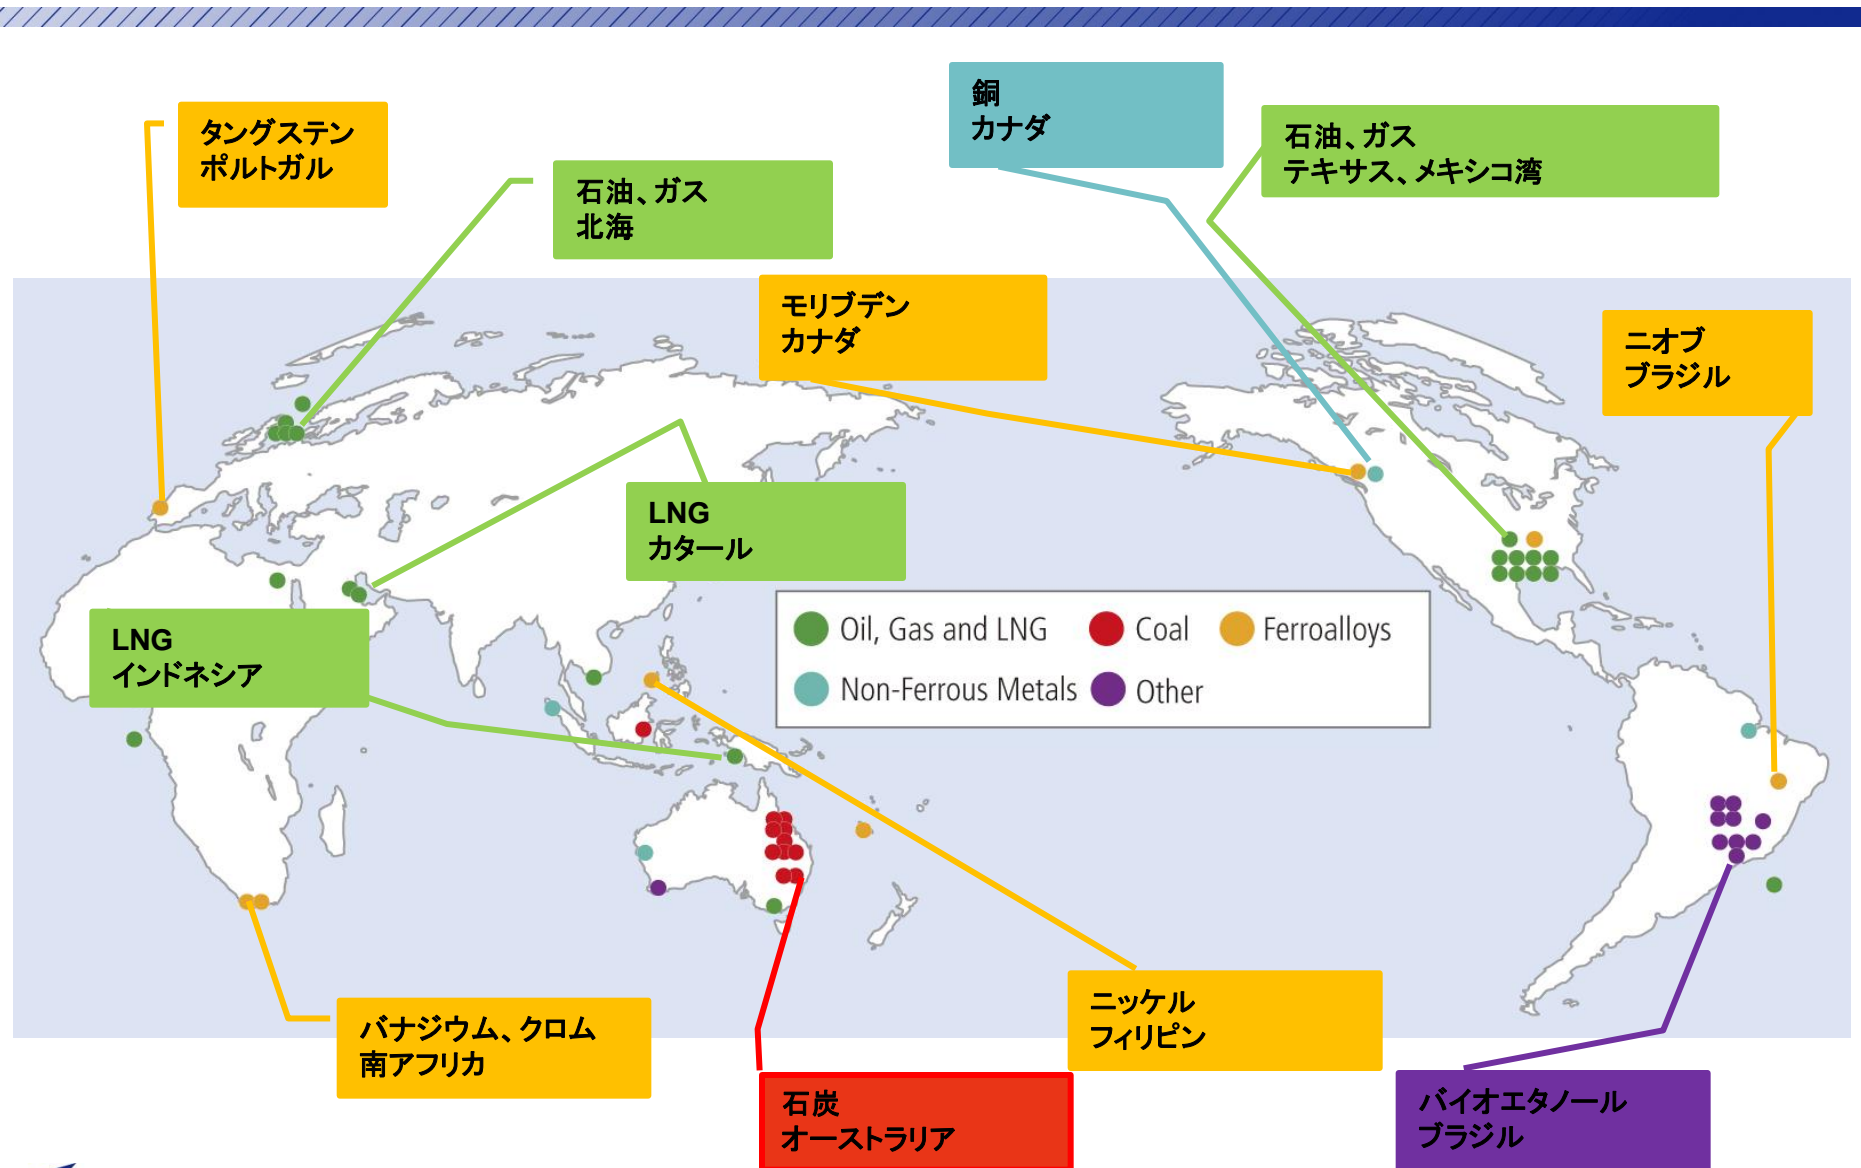 銅
カナダ
タングステン
ポルトガル
石油、ガス
テキサス、メキシコ湾
石油、ガス
北海
モリブデン
カナダ
ニオブ
ブラジル
LNG
カタール
LNG
インドネシア
Oil, Gas and LNG
Coal
Ferroalloys
Non-Ferrous Metals
Other
ニッケル
フィリピン
バナジウム、クロム
南アフリカ
石炭
オーストラリア
バイオエタノール
ブラジル